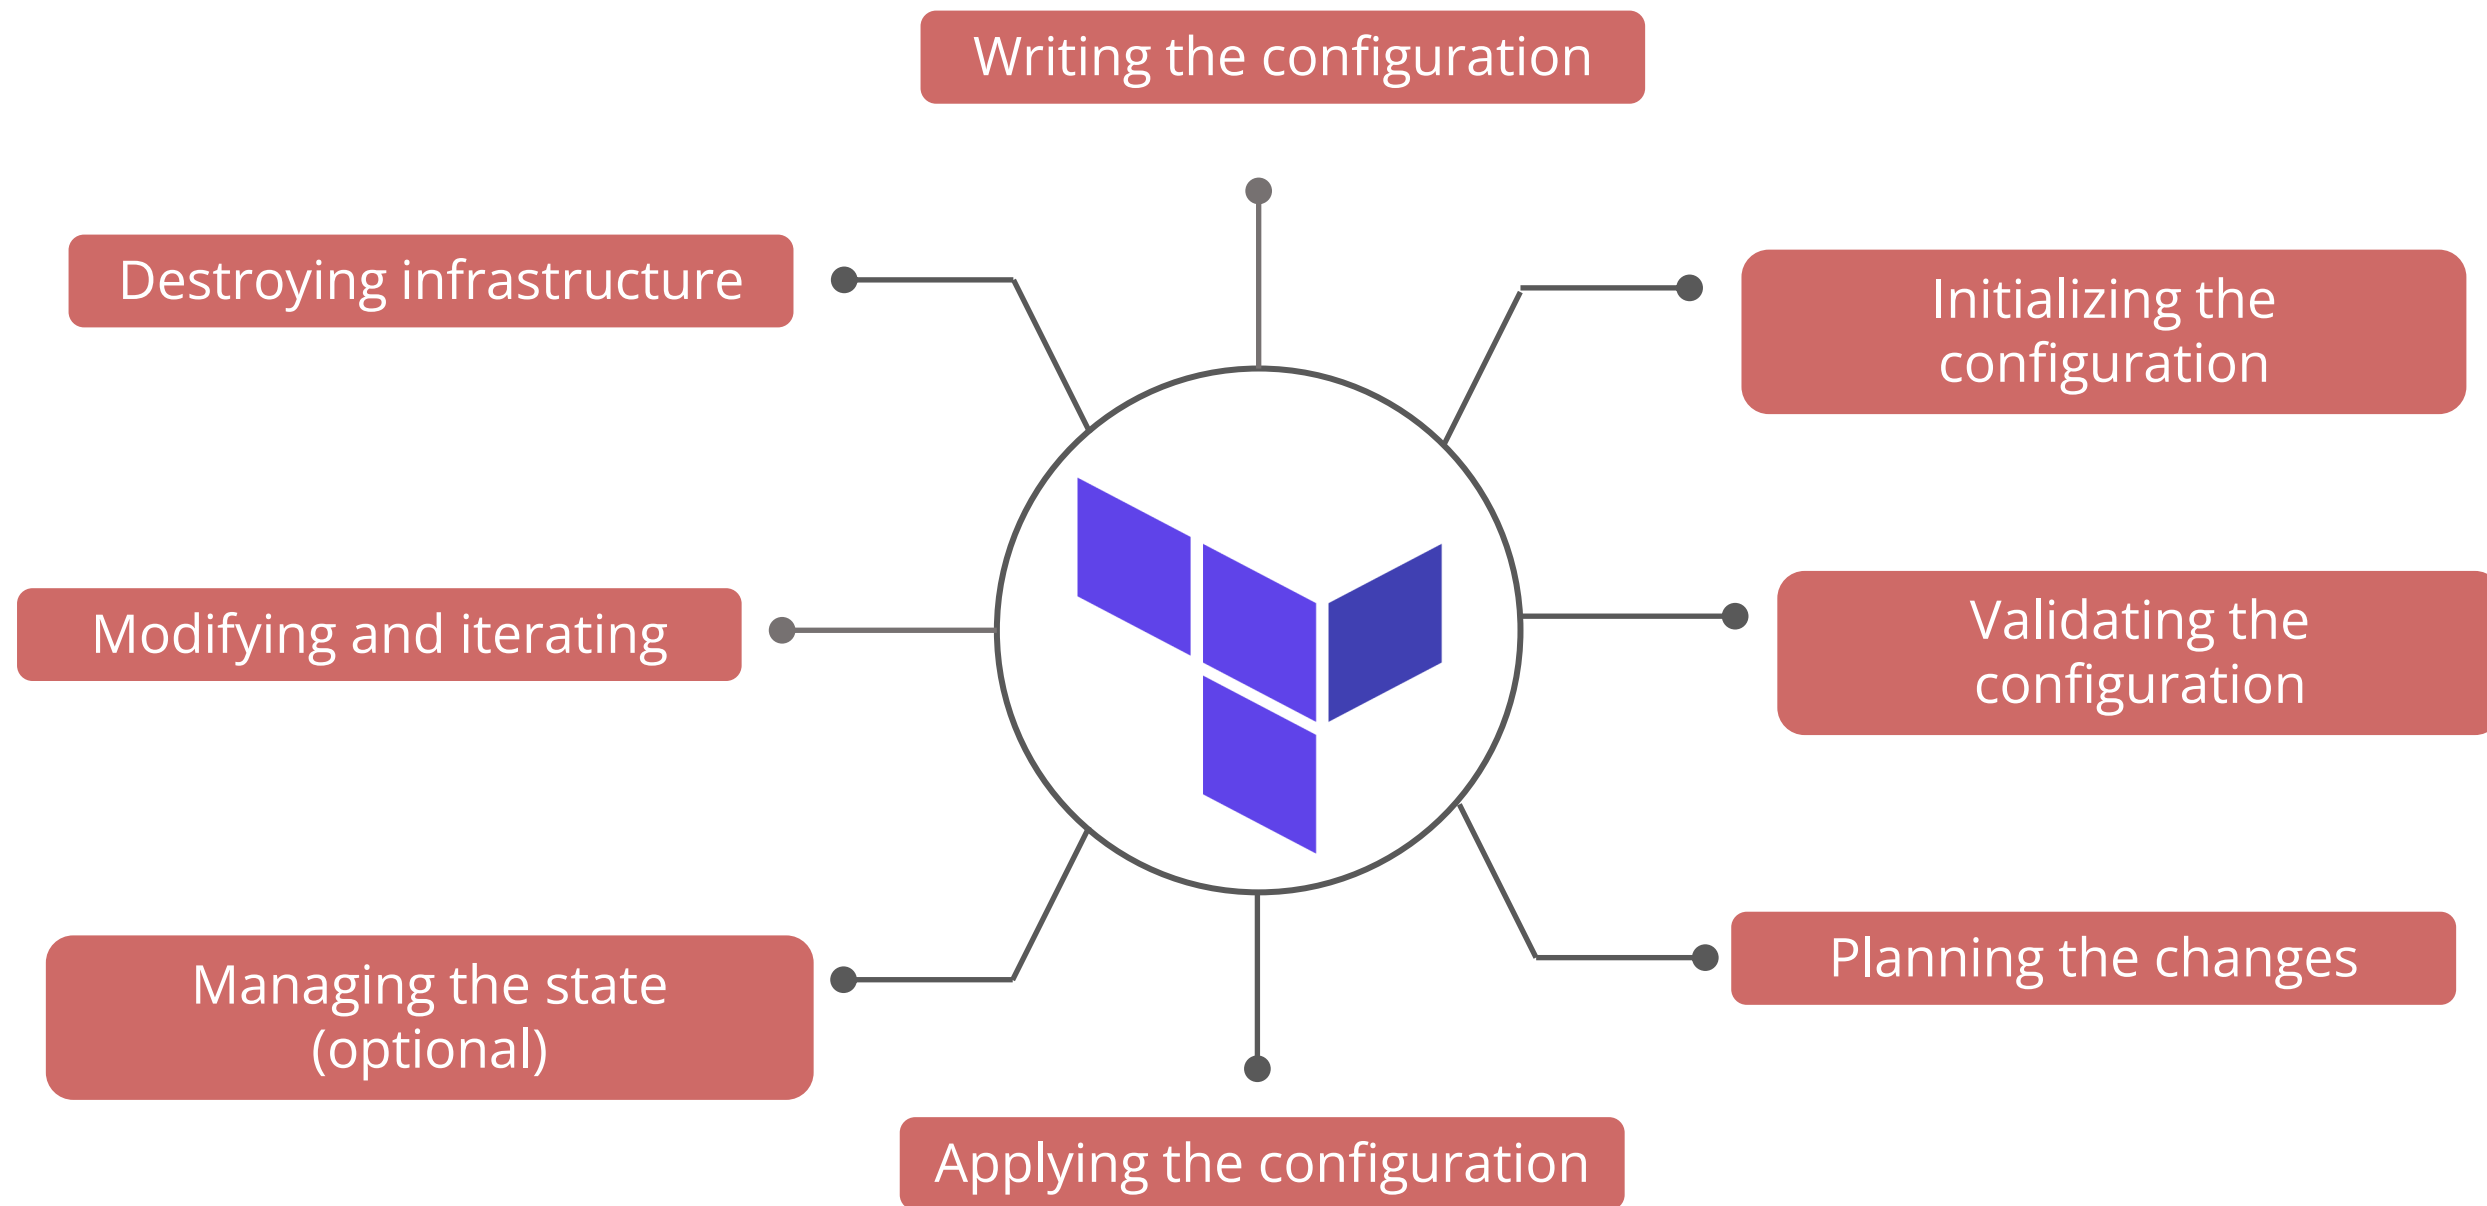 Writing the configuration
Destroying infrastructure
Initializing the
configuration
Modifying and iterating
Validating the
configuration
Managing the state
(optional)
Planning the changes
Applying the configuration